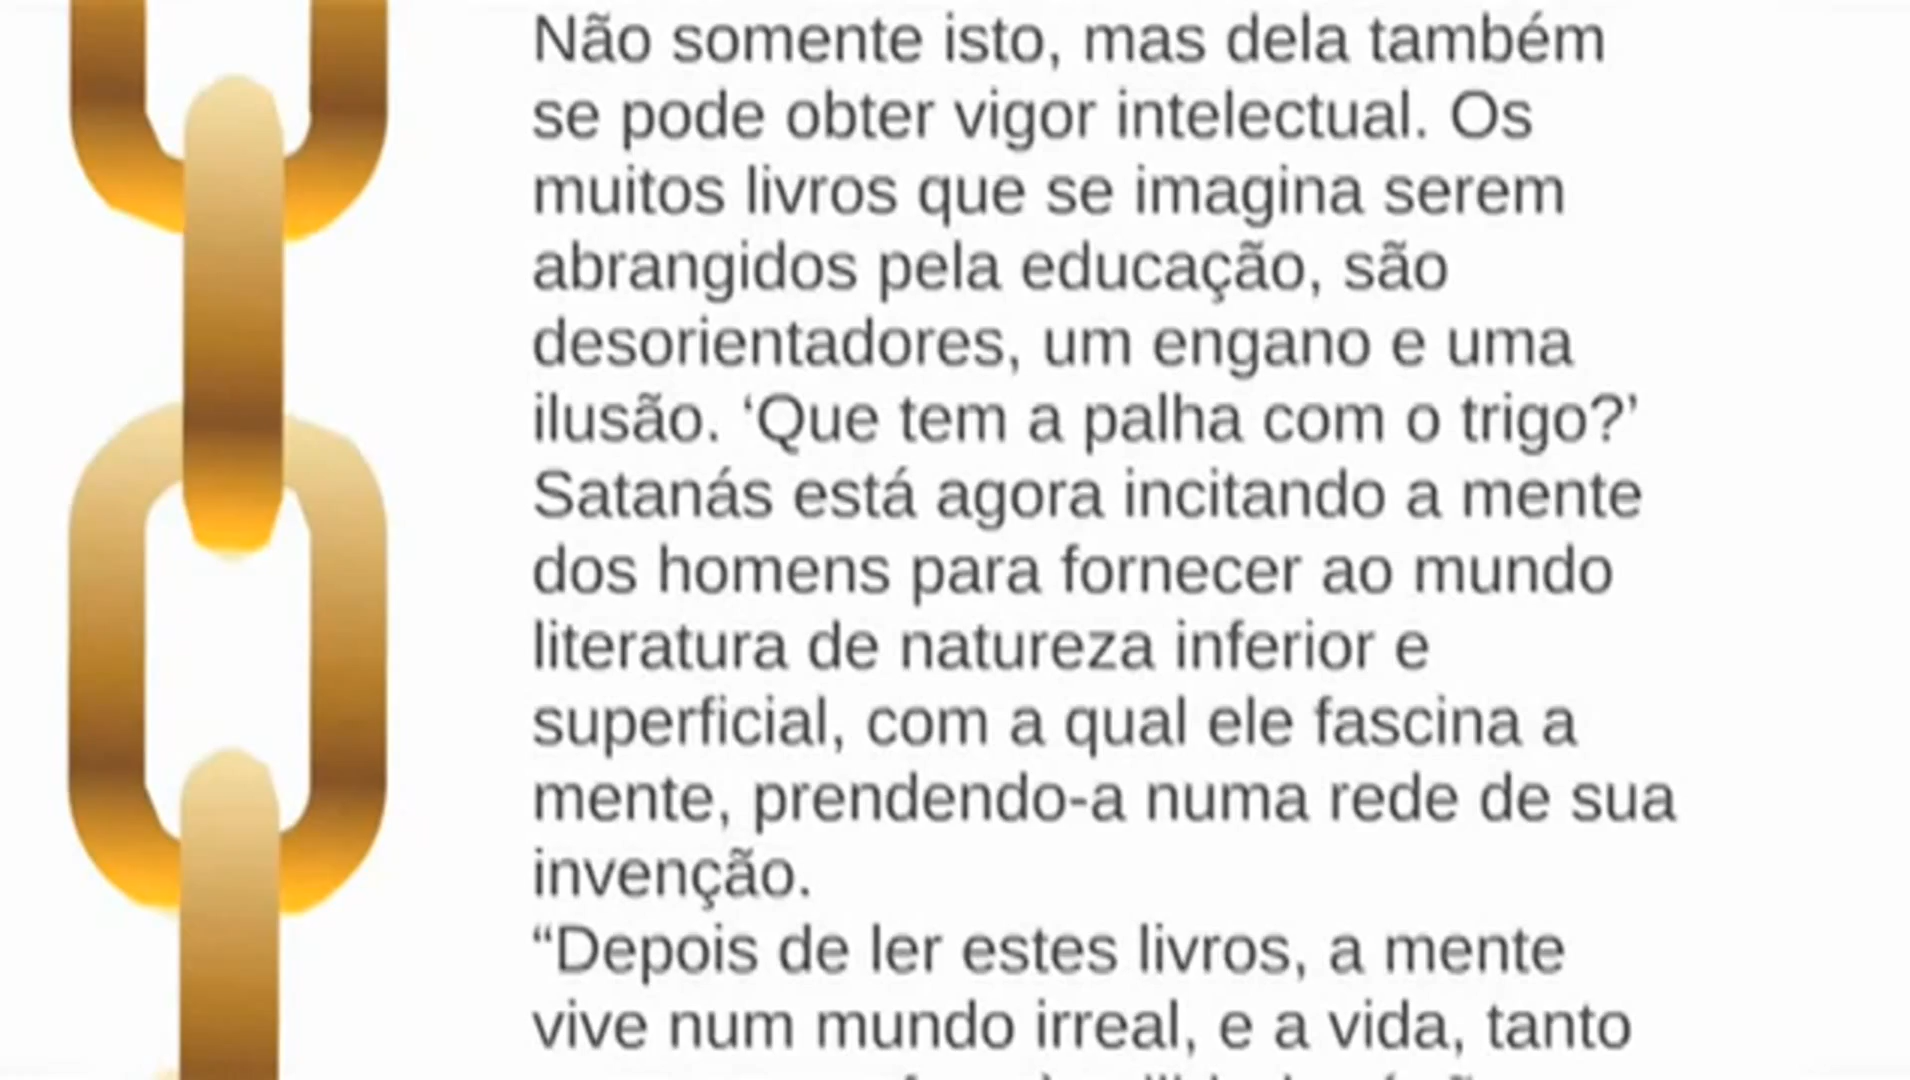 Não somente isto, mas dela também
se pode obter vigor intelectual. Os
muitos livros que se imagina serem
abrangidos pela educação, são
desorientadores, um engano e uma
ilusão. ‘Que tem a palha com o trigo?’
Satanás está agora incitando a mente
dos homens para fornecer ao mundo
literatura de natureza inferior e
superficial, com a qual ele fascina a
mente, prendendo-a numa rede de sua
invenção.
“Depois de ler estes livros, a mente
vive num mundo irreal, e a vida, tanto